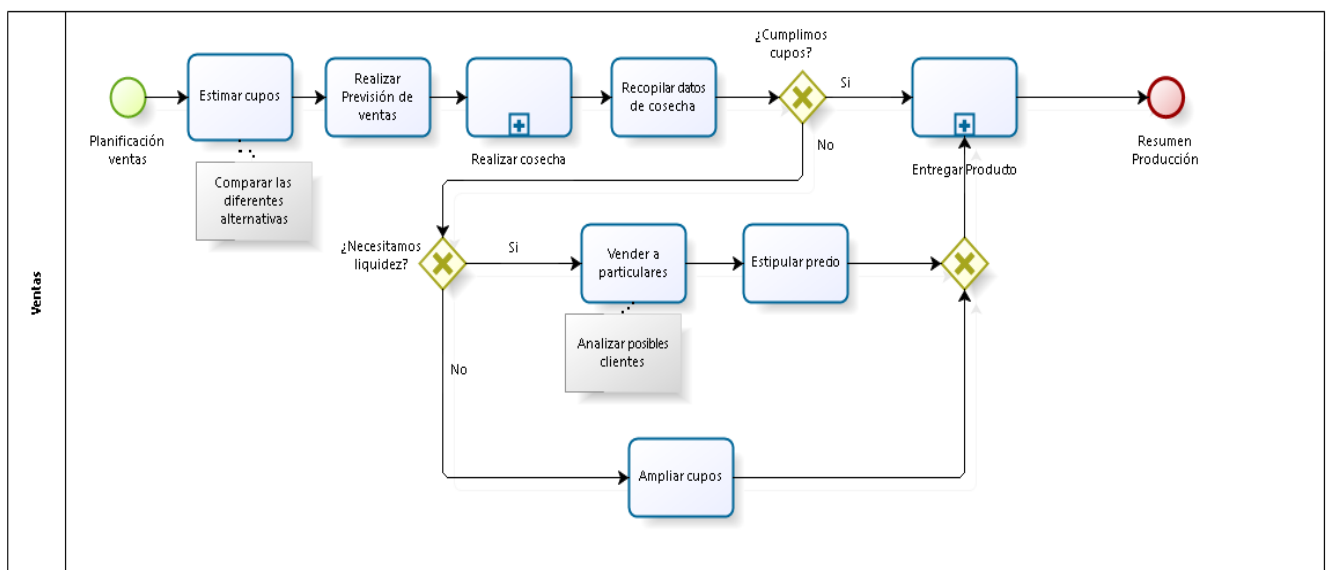 Ventas
Planificación
ventas
Estimar cupos
Comparar las
diferentes
alternativas
Realizar
Previsión de
ventas
Realizar cosecha
Recopilar datos
de cosecha
¿Cumplimos
cupos?
Si
No
Entregar Producto
Resumen
Producción
¿Necesitamos
liquidez?
Si
Vender a
particulares
Analizar posibles
clientes
Estipular precio
No
Ampliar cupos